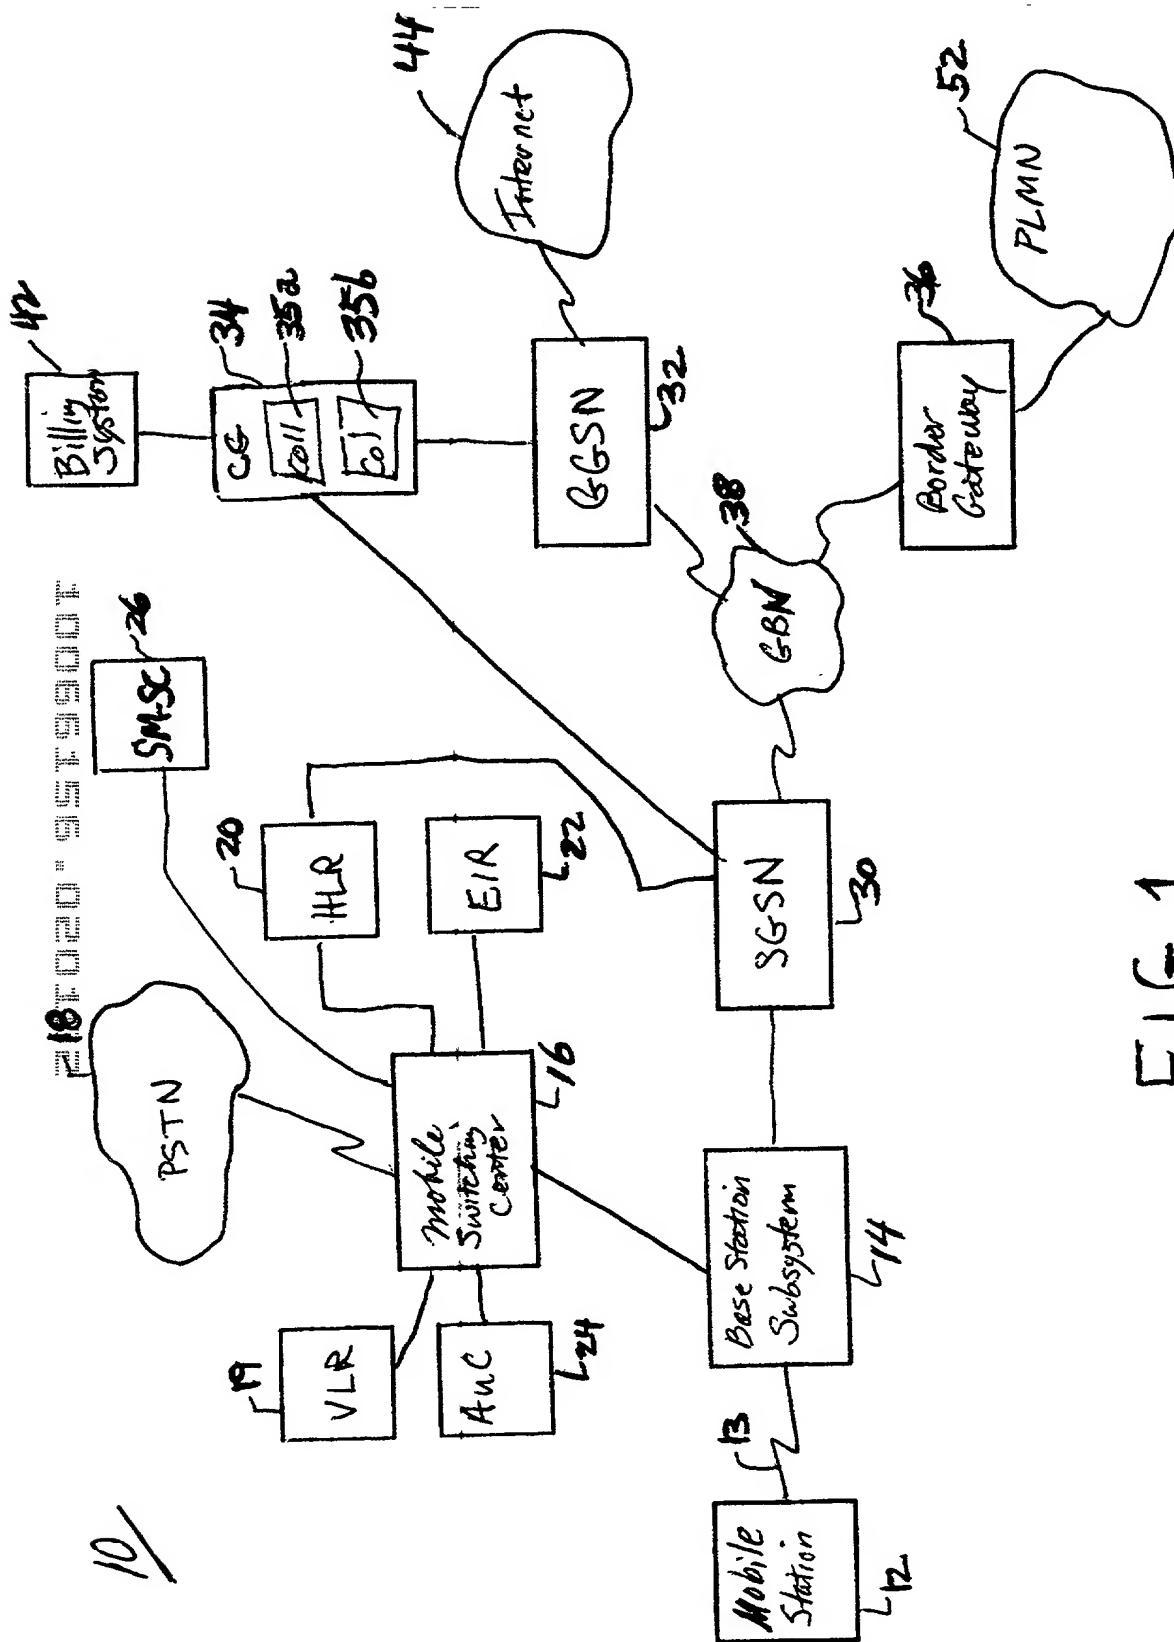 10
PSTN
18
SM-SC
26
Billing
System
42
VLR
19
HLR
20
CG
34
35a
Col
35b
44
Internet
AuC
24
Mobile
Switching
Center
16
EIR
22
GGSN
32
Mobile
Station
12
13
Base Station
Subsystem
14
SGSN
30
GBN
38
Border
Gateway
36
PLMN
52
FIG 1